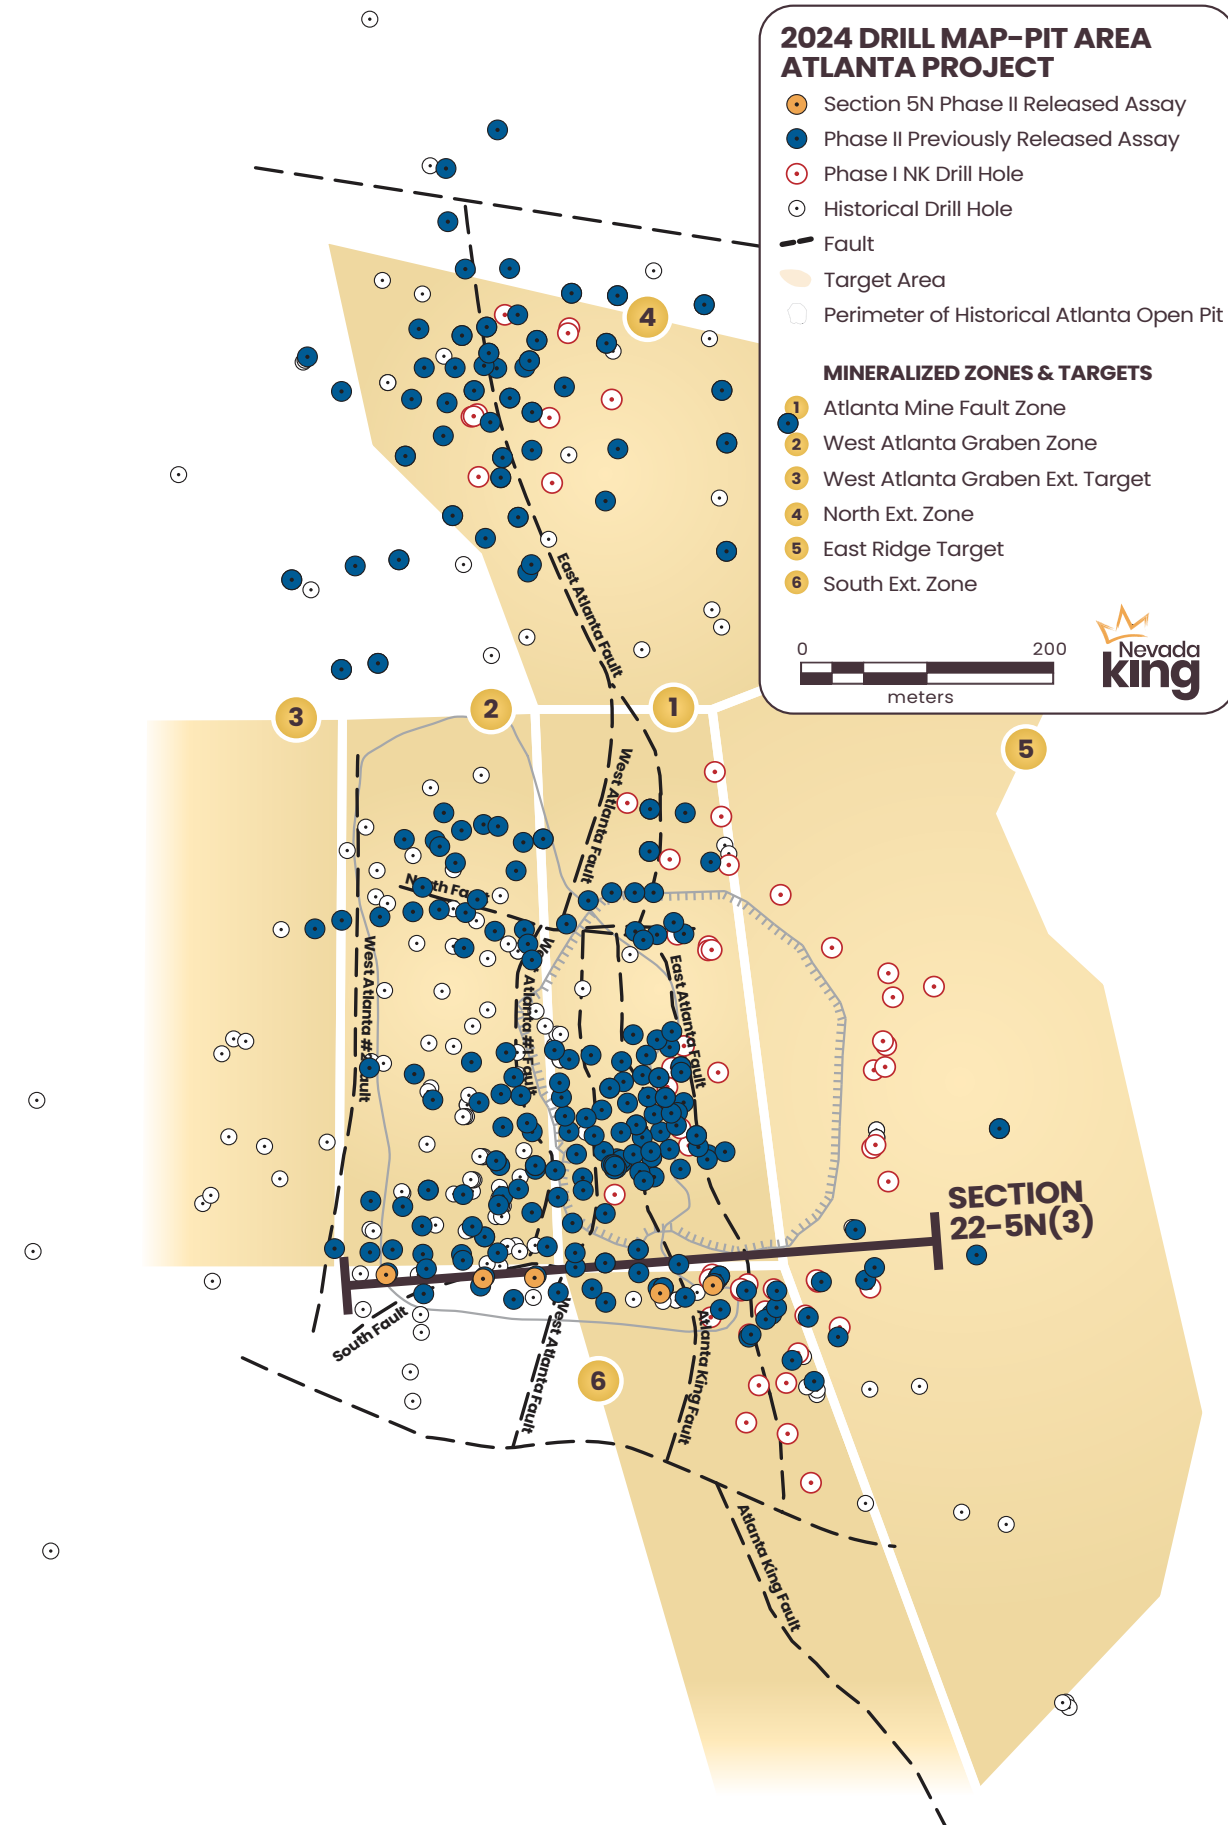 2024 DRILL MAP-PIT AREA
ATLANTA PROJECT
Section 5N Phase II Released Assay
Phase II Previously Released Assay
Phase I NK Drill Hole
Historical Drill Hole
Fault
Target Area
Perimeter of Historical Atlanta Open Pit
MINERALIZED ZONES & TARGETS
1 Atlanta Mine Fault Zone
2 West Atlanta Graben Zone
3 West Atlanta Graben Ext. Target
4 North Ext. Zone
5 East Ridge Target
6 South Ext. Zone
0 200
meters
Nevada
king
4
East Atlanta Fault
3
2
1
5
West Atlanta Fault
North Fau
West Atlanta #
ault
Atlanta #1 Fault
East Atlanta Fault
SECTION
22-5N(3)
South Fault
West Atlanta Fault
Atlanta King Fault
6
Atlanta King Fault